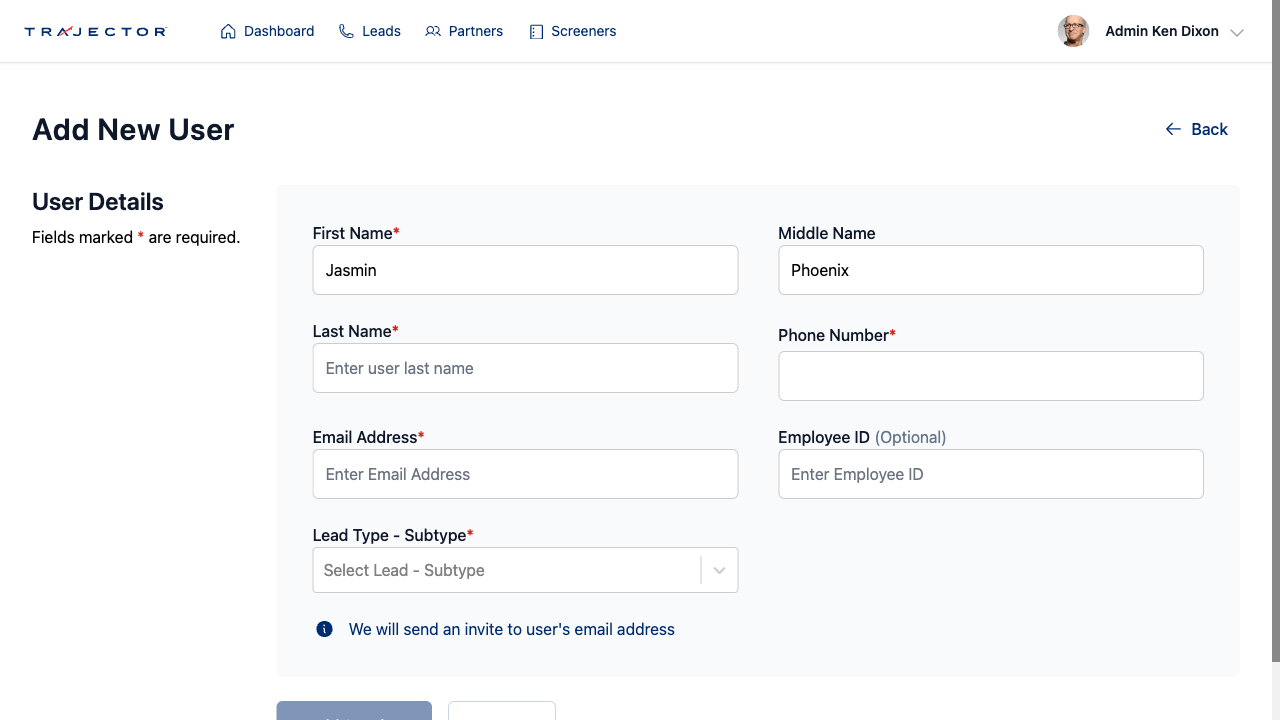 TRAJECTOR
Dashboard
Leads
Partners
Screeners
Admin Ken Dixon
Add New User
Back
User Details
Fields marked * are required.
First Name*
Middle Name
Jasmin
Phoenix
Last Name*
Phone Number*
Enter user last name
Email Address*
Employee ID (Optional)
Enter Email Address
Enter Employee ID
Lead Type - Subtype*
Select Lead - Subtype
We will send an invite to user's email address